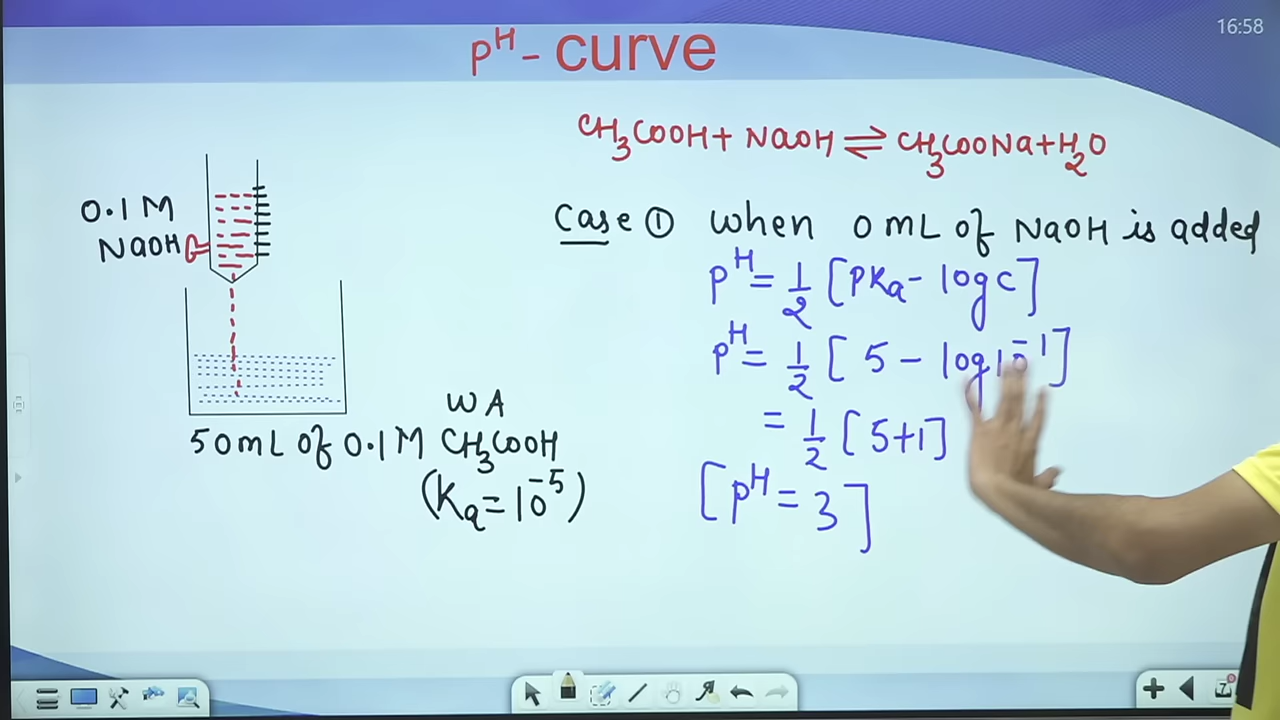 16:58
pH - curve
CH3COOH + NaOH ⇌ CH3COONa + H2O
0.1 M
NaOH
Case ① when 0 mL of NaOH is added
pH = 1/2 [PKa - log c]
pH = 1/2 [5 - log 10^-1]
= 1/2 [5+1]
[pH = 3]
WA
50 mL of 0.1 M CH3COOH
(Ka = 10^-5)